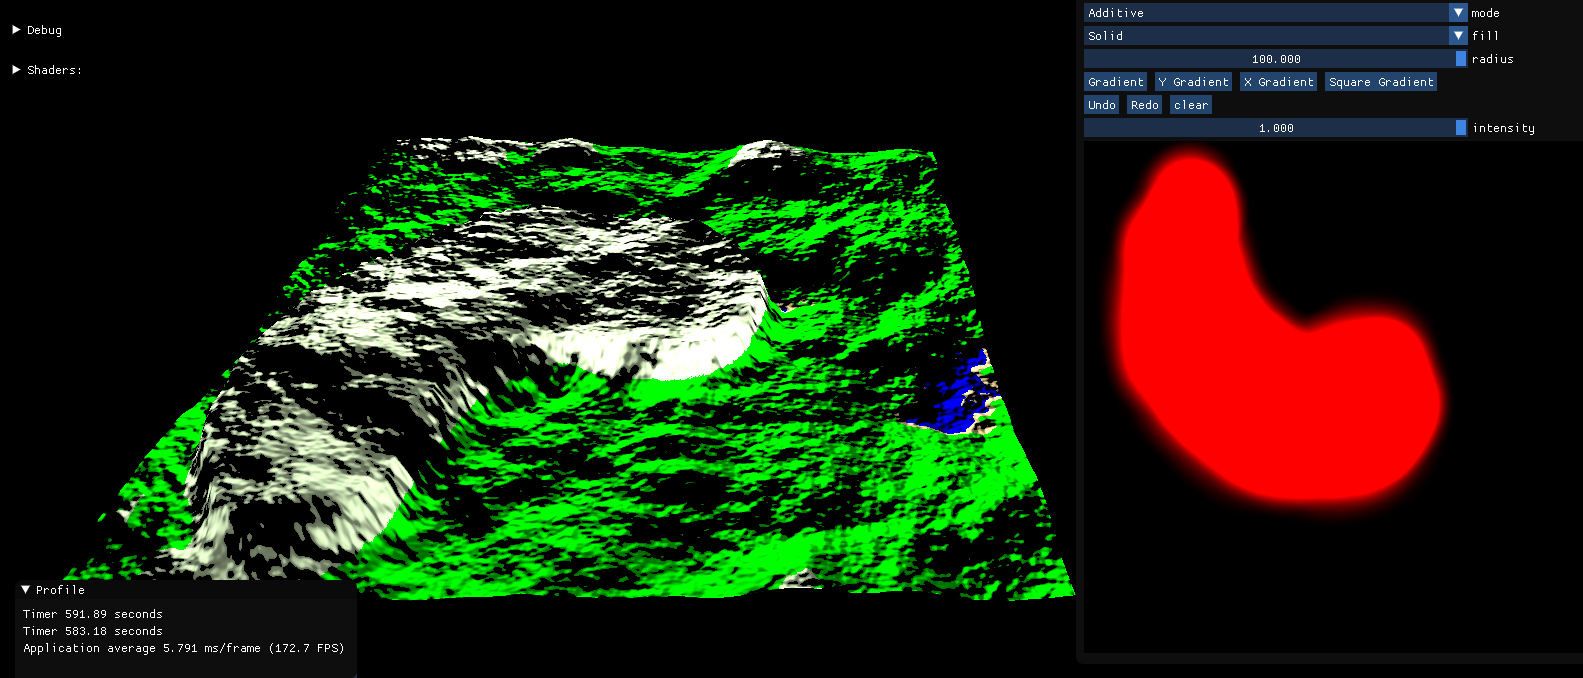 Debug
Shaders:
Additive mode
Solid fill
100.000 radius
Gradient Y Gradient X Gradient Square Gradient
Undo Redo clear
1.000 intensity
Profile
Timer 591.89 seconds
Timer 583.18 seconds
Application average 5.791 ms/frame (172.7 FPS)